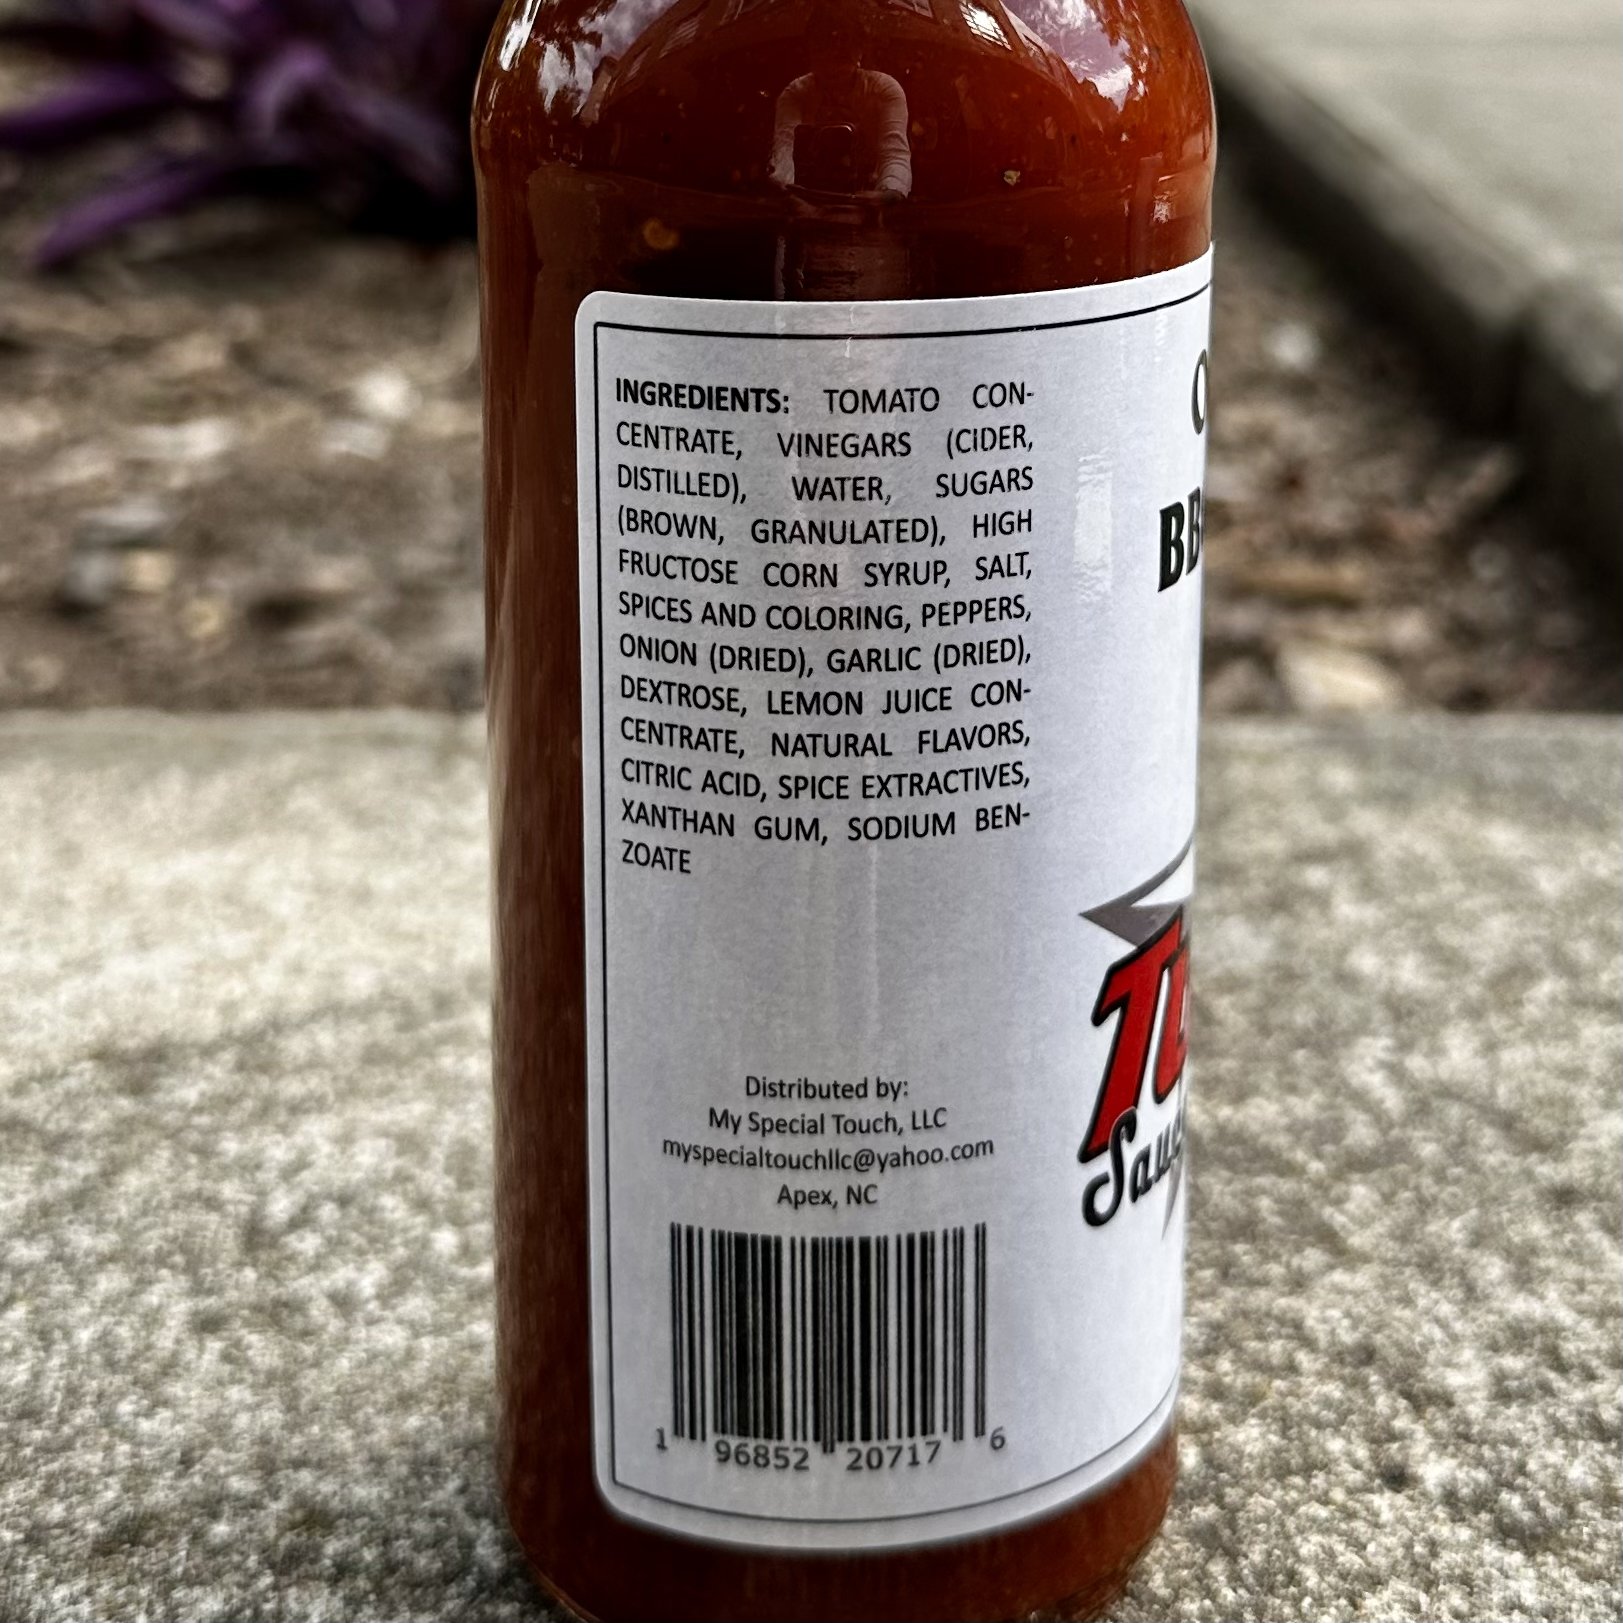 INGREDIENTS: TOMATO CON-
CENTRATE, VINEGARS (CIDER,
DISTILLED), WATER, SUGARS
(BROWN, GRANULATED), HIGH
FRUCTOSE CORN SYRUP, SALT,
SPICES AND COLORING, PEPPERS,
ONION (DRIED), GARLIC (DRIED),
DEXTROSE, LEMON JUICE CON-
CENTRATE, NATURAL FLAVORS,
CITRIC ACID, SPICE EXTRACTIVES,
XANTHAN GUM, SODIUM BEN-
ZOATE
Distributed by:
My Special Touch, LLC
myspecialtouchllc@yahoo.com
Apex, NC
1 96852 20717 6